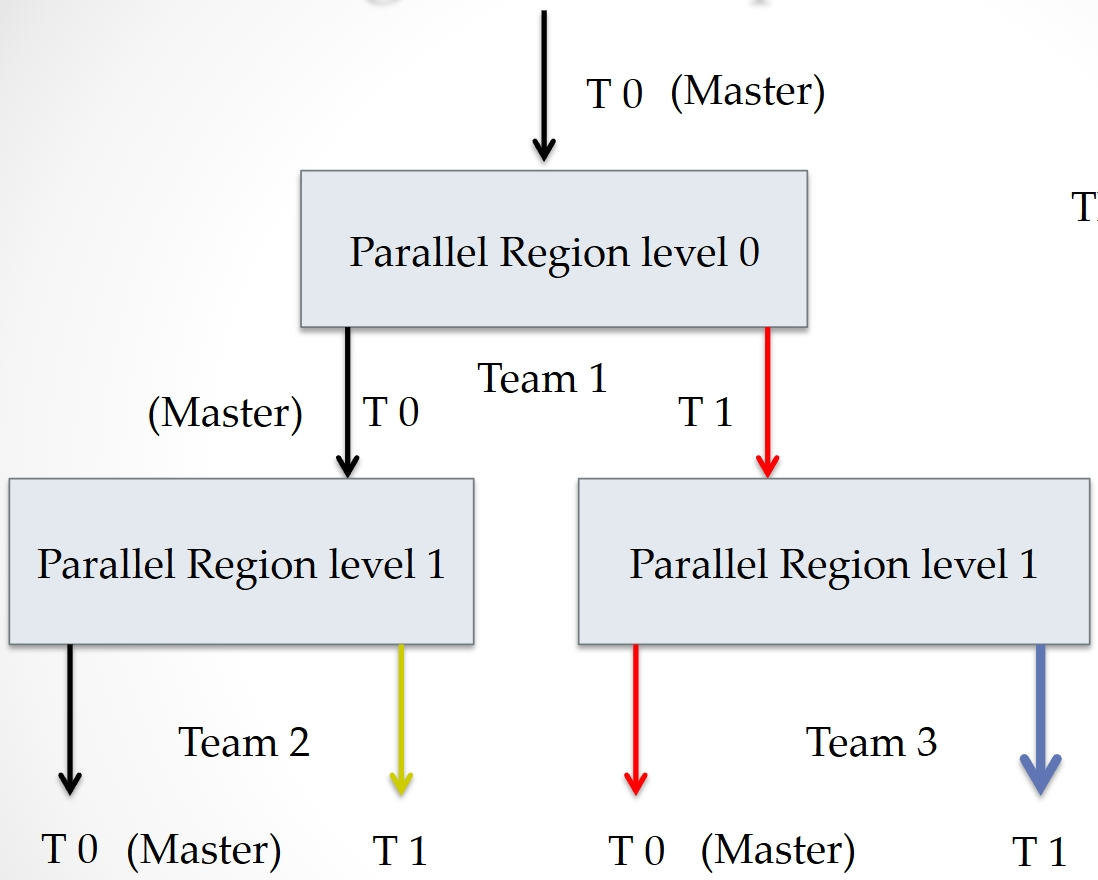 T 0 (Master)
Parallel Region level 0
Team 1
(Master) T 0 T 1
Parallel Region level 1 Parallel Region level 1
Team 2 Team 3
T 0 (Master) T 1 T 0 (Master) T 1